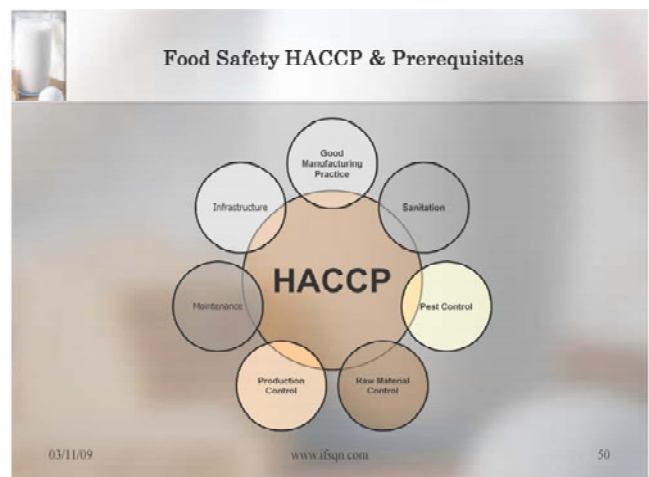 Food Safety HACCP & Prerequisites
Good
Manufacturing
Practice
Infrastructure
Sanitation
HACCP
Maintenance
Pest Control
Production
Control
Raw Material
Control
03/11/09
www.ifsqn.com
50